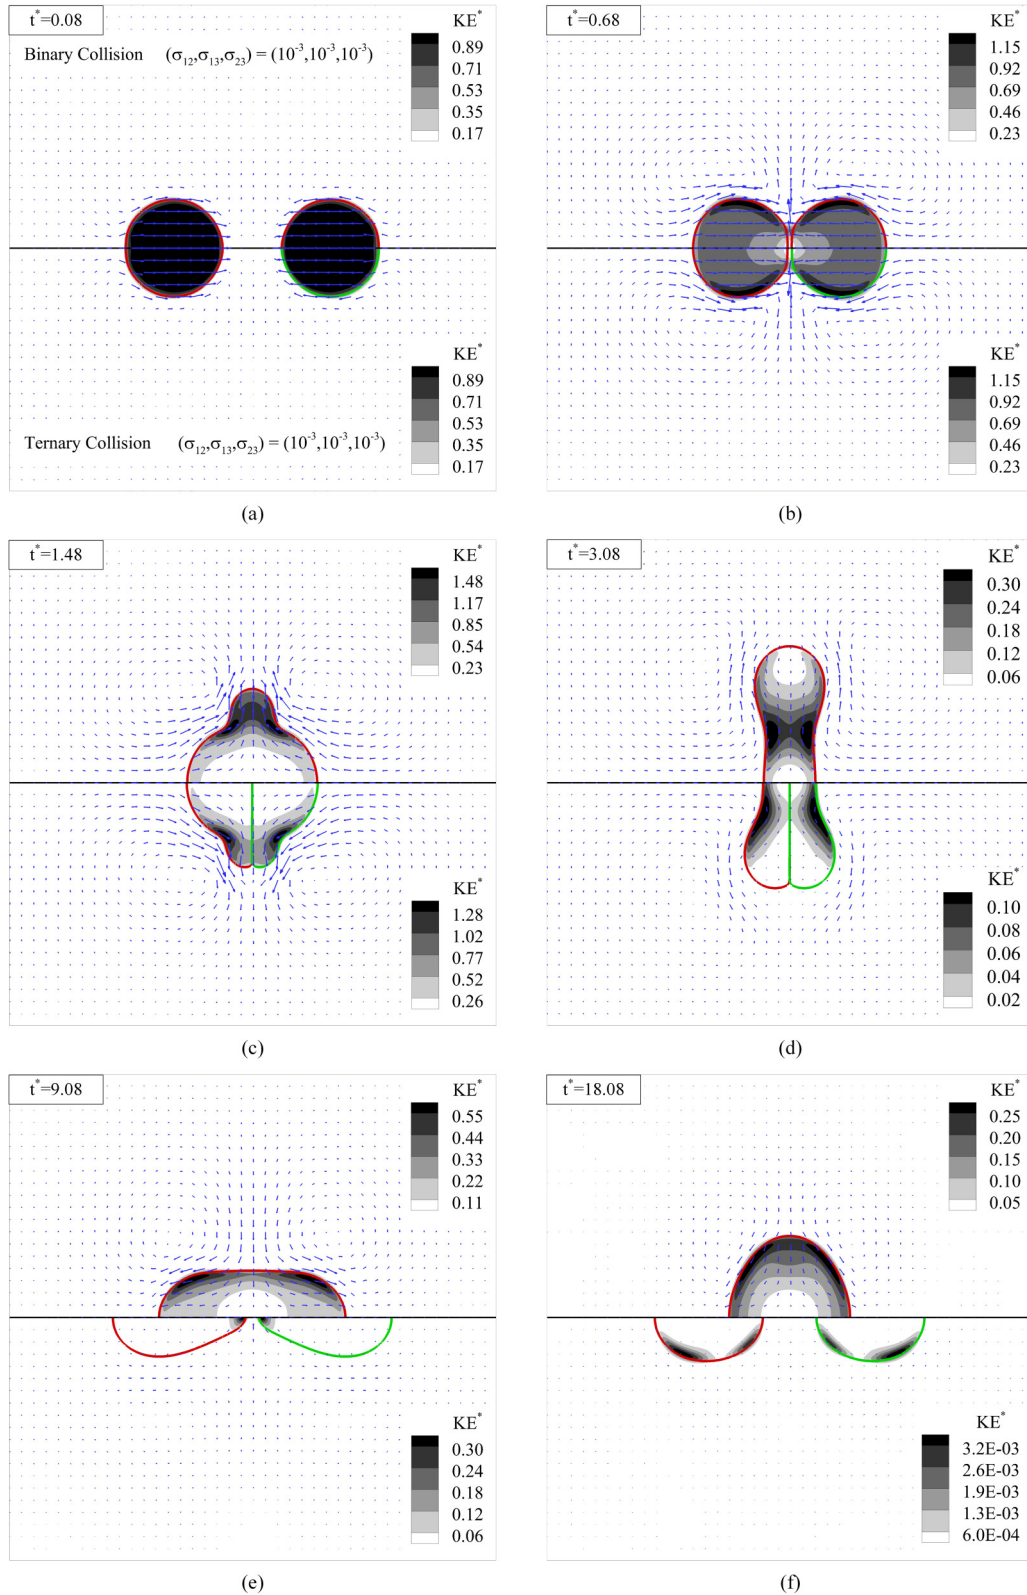 t*=0.08
KE*
Binary Collision (σ12,σ13,σ23) = (10-3,10-3,10-3)
0.89
0.71
0.53
0.35
0.17
KE*
0.89
0.71
0.53
0.35
0.17
Ternary Collision (σ12,σ13,σ23) = (10-3,10-3,10-3)
(a)
t*=0.68
KE*
1.15
0.92
0.69
0.46
0.23
KE*
1.15
0.92
0.69
0.46
0.23
(b)
t*=1.48
KE*
1.48
1.17
0.85
0.54
0.23
KE*
1.28
1.02
0.77
0.52
0.26
(c)
t*=3.08
KE*
0.30
0.24
0.18
0.12
0.06
KE*
0.10
0.08
0.06
0.04
0.02
(d)
t*=9.08
KE*
0.55
0.44
0.33
0.22
0.11
KE*
0.30
0.24
0.18
0.12
0.06
(e)
t*=18.08
KE*
0.25
0.20
0.15
0.10
0.05
KE*
3.2E-03
2.6E-03
1.9E-03
1.3E-03
6.0E-04
(f)